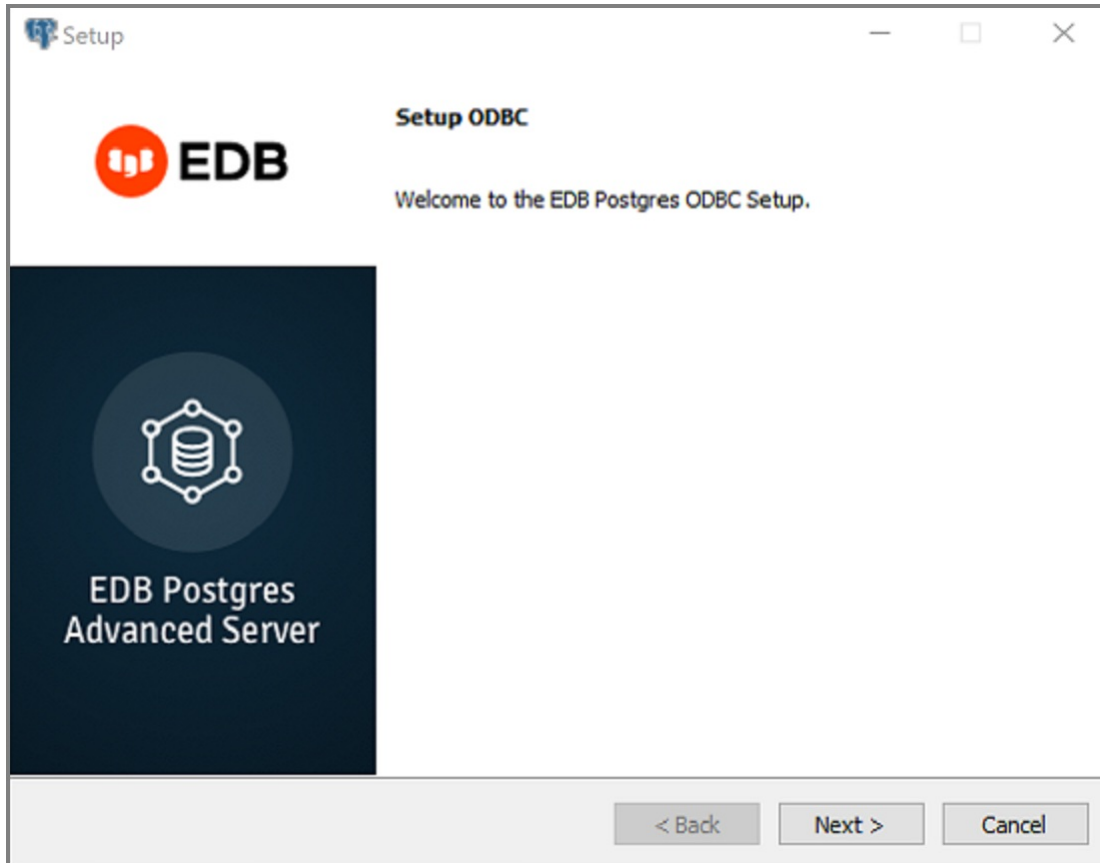 Setup
EDB
Setup ODBC
Welcome to the EDB Postgres ODBC Setup.
EDB Postgres
Advanced Server
< Back
Next >
Cancel